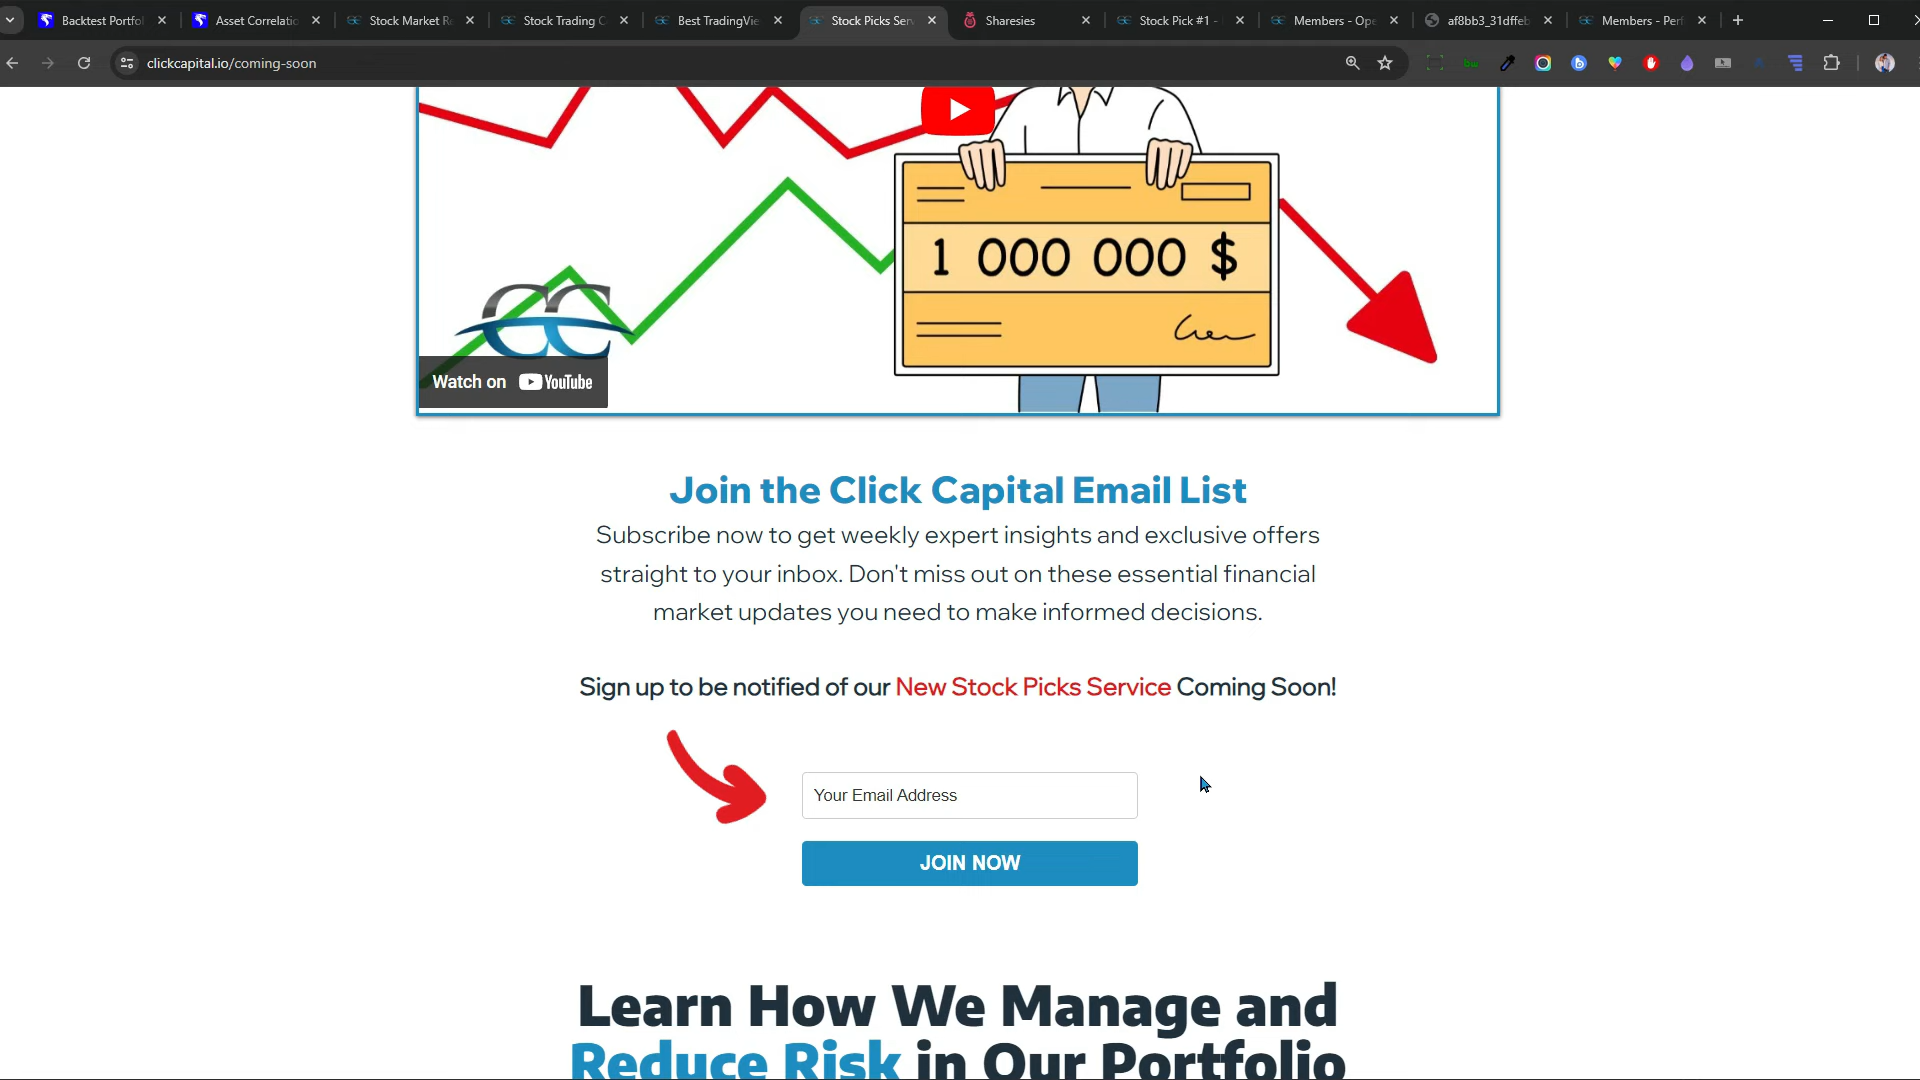 Backtest Portfol
Asset Correlatio
Stock Market R
Stock Trading C
Best TradingVie
Stock Picks Serv
Sharesies
Stock Pick #1 -
Members - Ope
af8bb3_31dffeb
Members - Perf
clickcapital.io/coming-soon
1 000 000 $
CC
Watch on YouTube
Join the Click Capital Email List
Subscribe now to get weekly expert insights and exclusive offers
straight to your inbox. Don't miss out on these essential financial
market updates you need to make informed decisions.
Sign up to be notified of our New Stock Picks Service Coming Soon!
Your Email Address
JOIN NOW
Learn How We Manage and
Reduce Risk in Our Portfolio